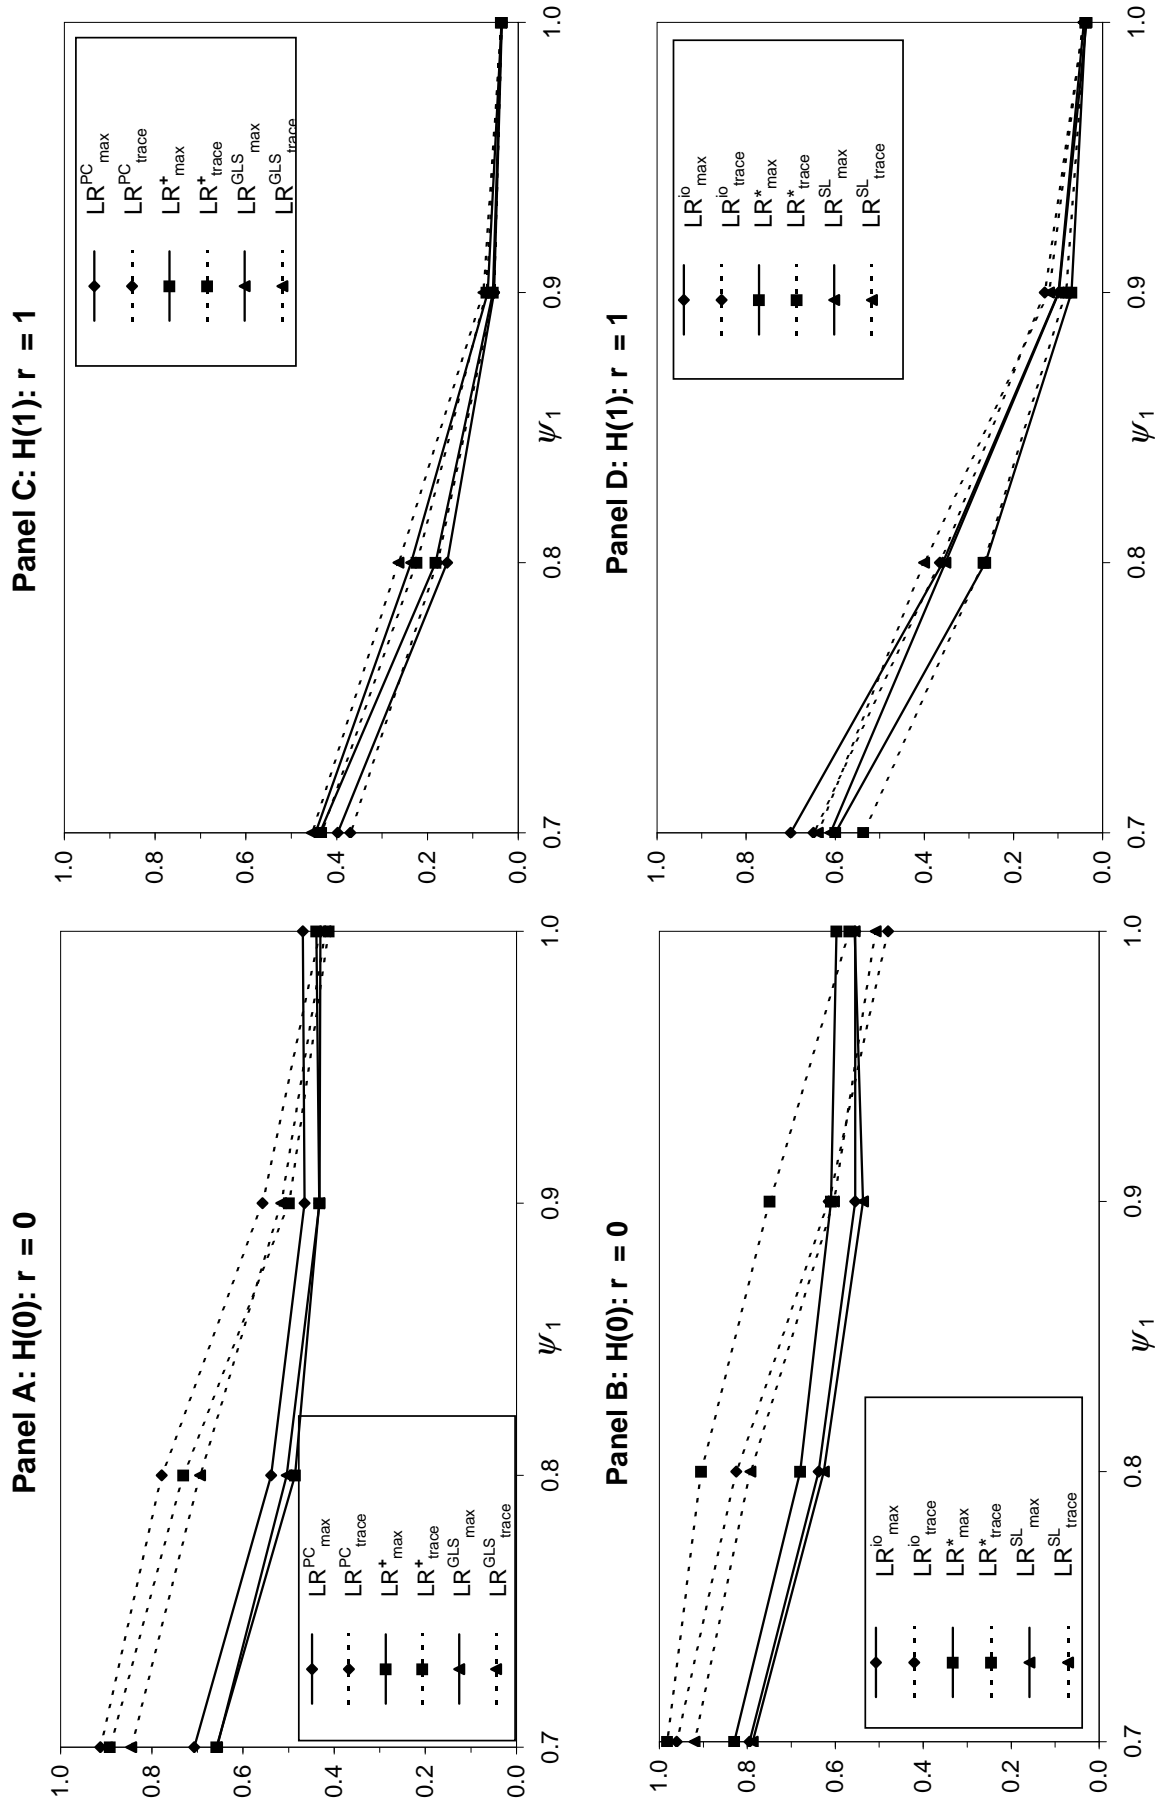 Panel A: H(0): r = 0
1.0
0.8
0.6
0.4
0.2
0.0
0.7
0.8
0.9
1.0
ψ1
LR^PC_max
LR^PC_trace
LR^+_max
LR^+_trace
LR^GLS_max
LR^GLS_trace
Panel C: H(1): r = 1
1.0
0.8
0.6
0.4
0.2
0.0
0.7
0.8
0.9
1.0
ψ1
LR^PC_max
LR^PC_trace
LR^+_max
LR^+_trace
LR^GLS_max
LR^GLS_trace
Panel B: H(0): r = 0
1.0
0.8
0.6
0.4
0.2
0.0
0.7
0.8
0.9
1.0
ψ1
LR^io_max
LR^io_trace
LR*_max
LR*_trace
LR^SL_max
LR^SL_trace
Panel D: H(1): r = 1
1.0
0.8
0.6
0.4
0.2
0.0
0.7
0.8
0.9
1.0
ψ1
LR^io_max
LR^io_trace
LR*_max
LR*_trace
LR^SL_max
LR^SL_trace